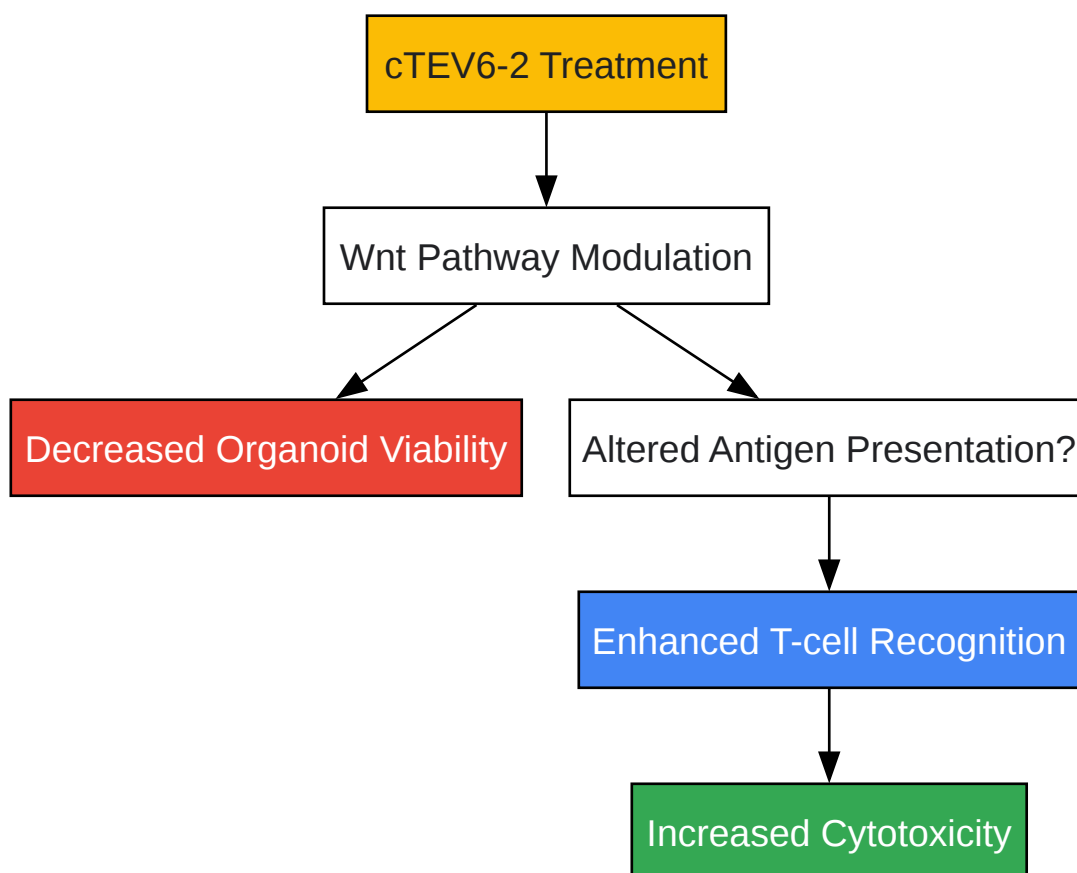 cTEV6-2 Treatment
Wnt Pathway Modulation
Decreased Organoid Viability
Altered Antigen Presentation?
Enhanced T-cell Recognition
Increased Cytotoxicity